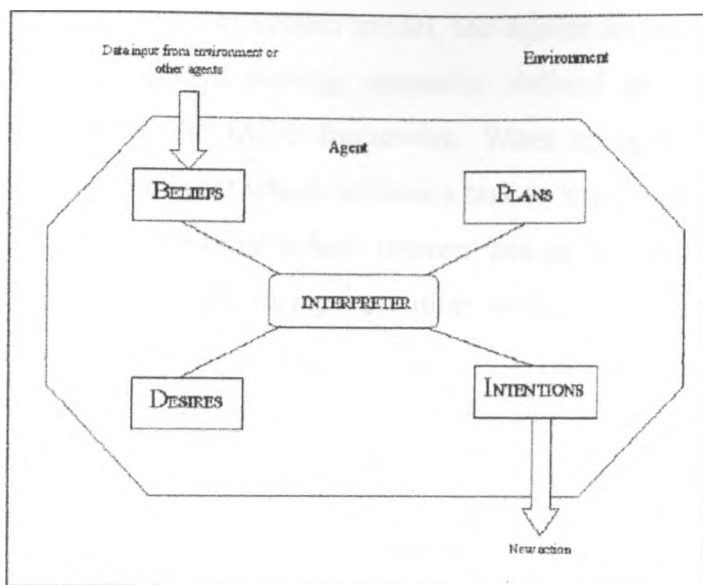 Data input from environment or
other agents
Environment
Agent
BELIEFS
PLANS
INTERPRETER
DESIRES
INTENTIONS
New action